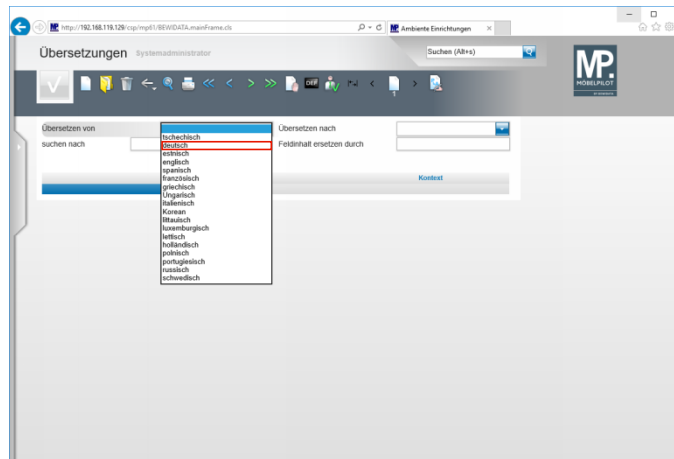 http://192.168.119.129/csp/mp61/BEWIDATA.mainFrame.cls
Ambiente Einrichtungen
Übersetzungen Systemadministrator
Suchen (Alt+s)
MP.
MÖBELPILOT
Übersetzen von
Übersetzen nach
suchen nach
Feldinhalt ersetzen durch
Kontext
tschechisch
deutsch
estnisch
englisch
spanisch
französisch
griechisch
Ungarisch
italienisch
Korean
littauisch
luxemburgisch
lettisch
holländisch
polnisch
portugiesisch
russisch
schwedisch